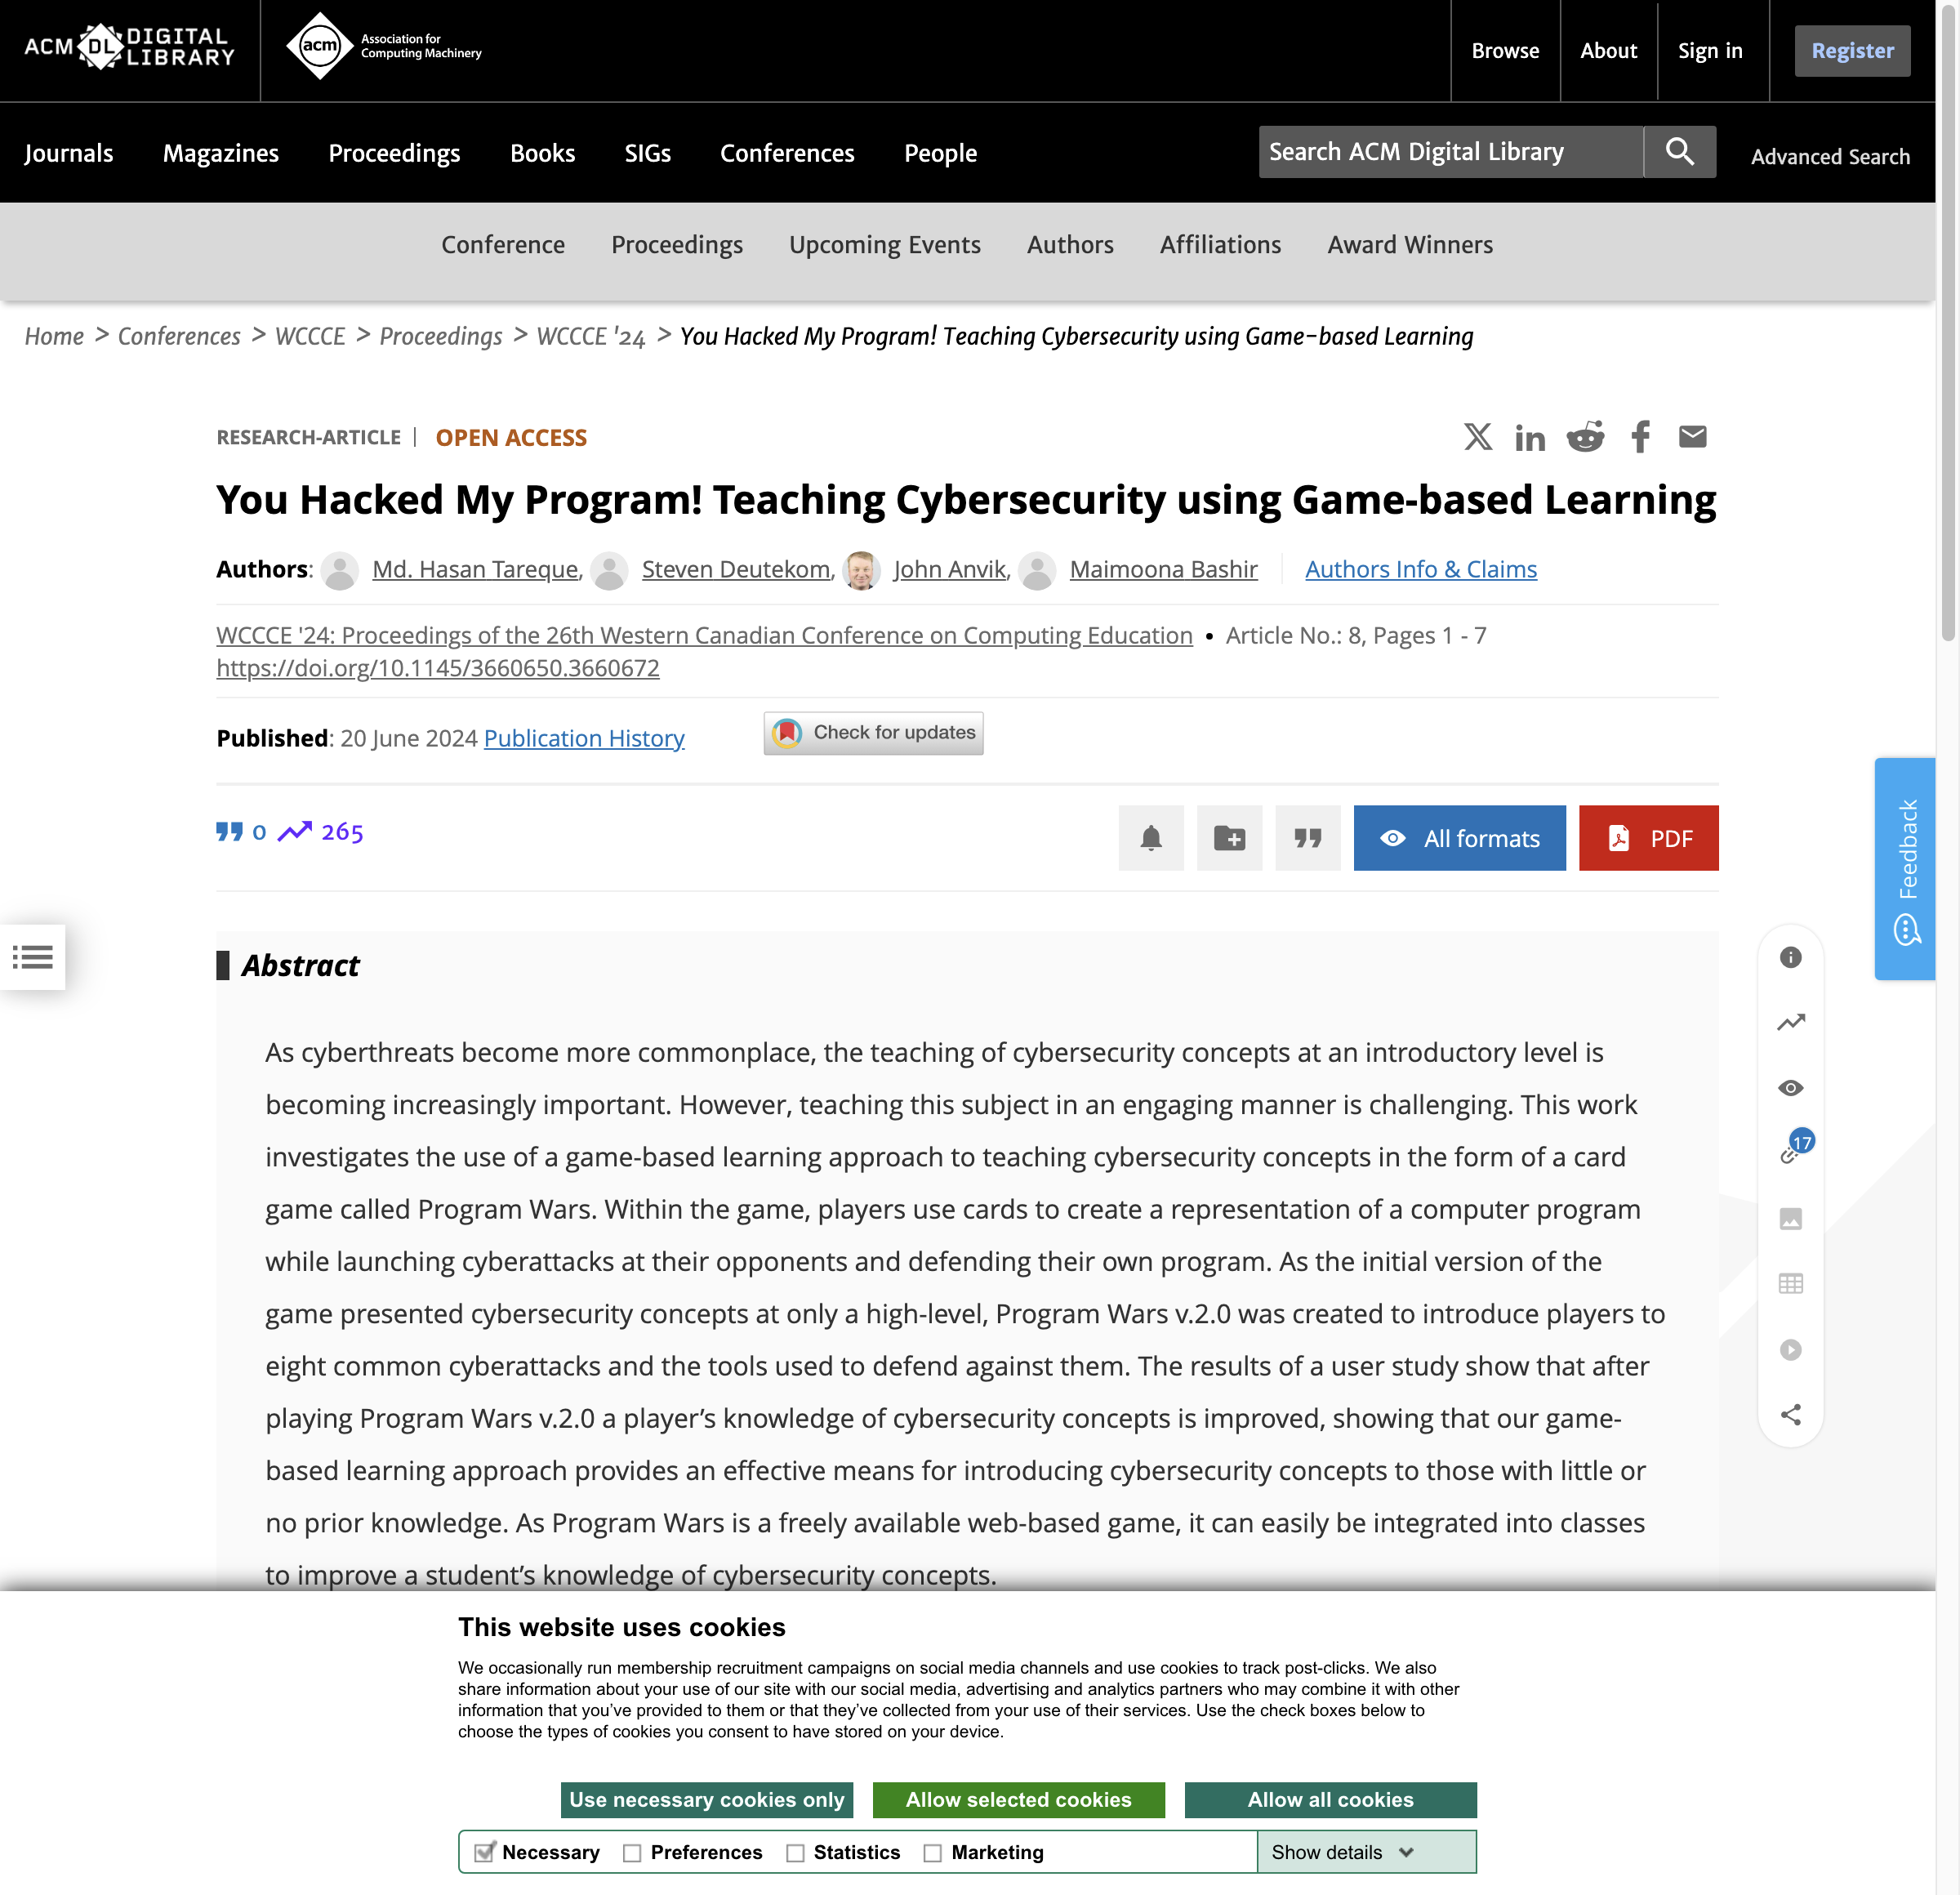 ACM DL DIGITAL LIBRARY
acm Association for Computing Machinery
Browse
About
Sign in
Register
Journals
Magazines
Proceedings
Books
SIGs
Conferences
People
Search ACM Digital Library
Advanced Search
Conference
Proceedings
Upcoming Events
Authors
Affiliations
Award Winners
Home > Conferences > WCCCE > Proceedings > WCCCE '24 > You Hacked My Program! Teaching Cybersecurity using Game-based Learning
RESEARCH-ARTICLE | OPEN ACCESS
You Hacked My Program! Teaching Cybersecurity using Game-based Learning
Authors: Md. Hasan Tareque, Steven Deutekom, John Anvik, Maimoona Bashir Authors Info & Claims
WCCCE '24: Proceedings of the 26th Western Canadian Conference on Computing Education • Article No.: 8, Pages 1 - 7
https://doi.org/10.1145/3660650.3660672
Published: 20 June 2024 Publication History
Check for updates
0 265
All formats
PDF
Feedback
Abstract
17
As cyberthreats become more commonplace, the teaching of cybersecurity concepts at an introductory level is
becoming increasingly important. However, teaching this subject in an engaging manner is challenging. This work
investigates the use of a game-based learning approach to teaching cybersecurity concepts in the form of a card
game called Program Wars. Within the game, players use cards to create a representation of a computer program
while launching cyberattacks at their opponents and defending their own program. As the initial version of the
game presented cybersecurity concepts at only a high-level, Program Wars v.2.0 was created to introduce players to
eight common cyberattacks and the tools used to defend against them. The results of a user study show that after
playing Program Wars v.2.0 a player’s knowledge of cybersecurity concepts is improved, showing that our game-
based learning approach provides an effective means for introducing cybersecurity concepts to those with little or
no prior knowledge. As Program Wars is a freely available web-based game, it can easily be integrated into classes
to improve a student’s knowledge of cybersecurity concepts.
This website uses cookies
We occasionally run membership recruitment campaigns on social media channels and use cookies to track post-clicks. We also
share information about your use of our site with our social media, advertising and analytics partners who may combine it with other
information that you’ve provided to them or that they’ve collected from your use of their services. Use the check boxes below to
choose the types of cookies you consent to have stored on your device.
Use necessary cookies only
Allow selected cookies
Allow all cookies
Necessary
Preferences
Statistics
Marketing
Show details